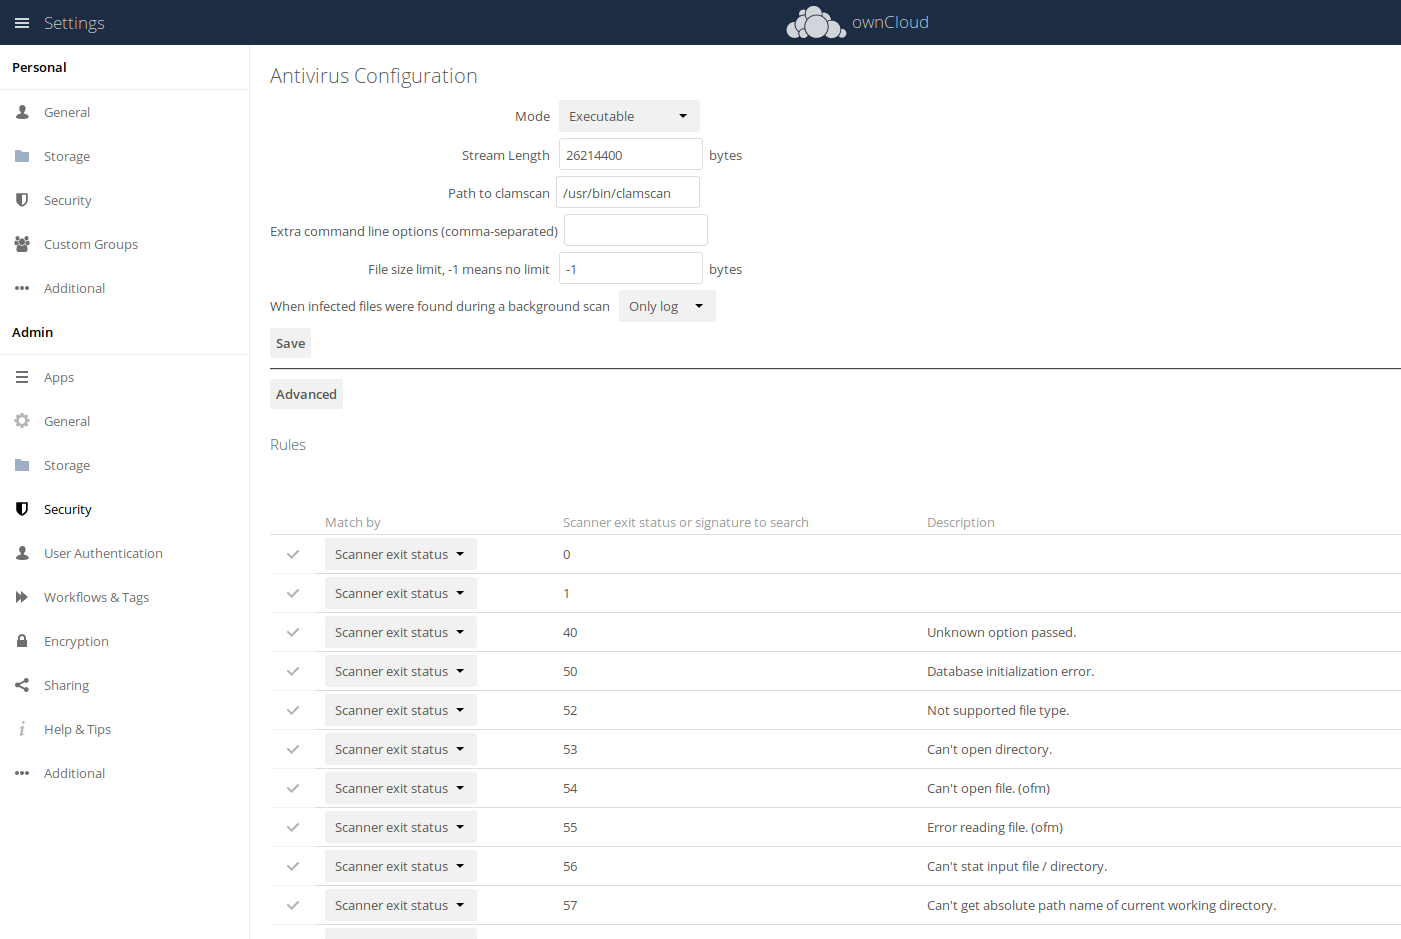 Settings
ownCloud
Personal
General
Storage
Security
Custom Groups
Additional
Admin
Apps
General
Storage
Security
User Authentication
Workflows & Tags
Encryption
Sharing
Help & Tips
Additional
Antivirus Configuration
Mode Executable
Stream Length 26214400 bytes
Path to clamscan /usr/bin/clamscan
Extra command line options (comma-separated)
File size limit, -1 means no limit -1 bytes
When infected files were found during a background scan Only log
Save
Advanced
Rules
Match by Scanner exit status or signature to search Description
Scanner exit status 0
Scanner exit status 1
Scanner exit status 40 Unknown option passed.
Scanner exit status 50 Database initialization error.
Scanner exit status 52 Not supported file type.
Scanner exit status 53 Can't open directory.
Scanner exit status 54 Can't open file. (ofm)
Scanner exit status 55 Error reading file. (ofm)
Scanner exit status 56 Can't stat input file / directory.
Scanner exit status 57 Can't get absolute path name of current working directory.